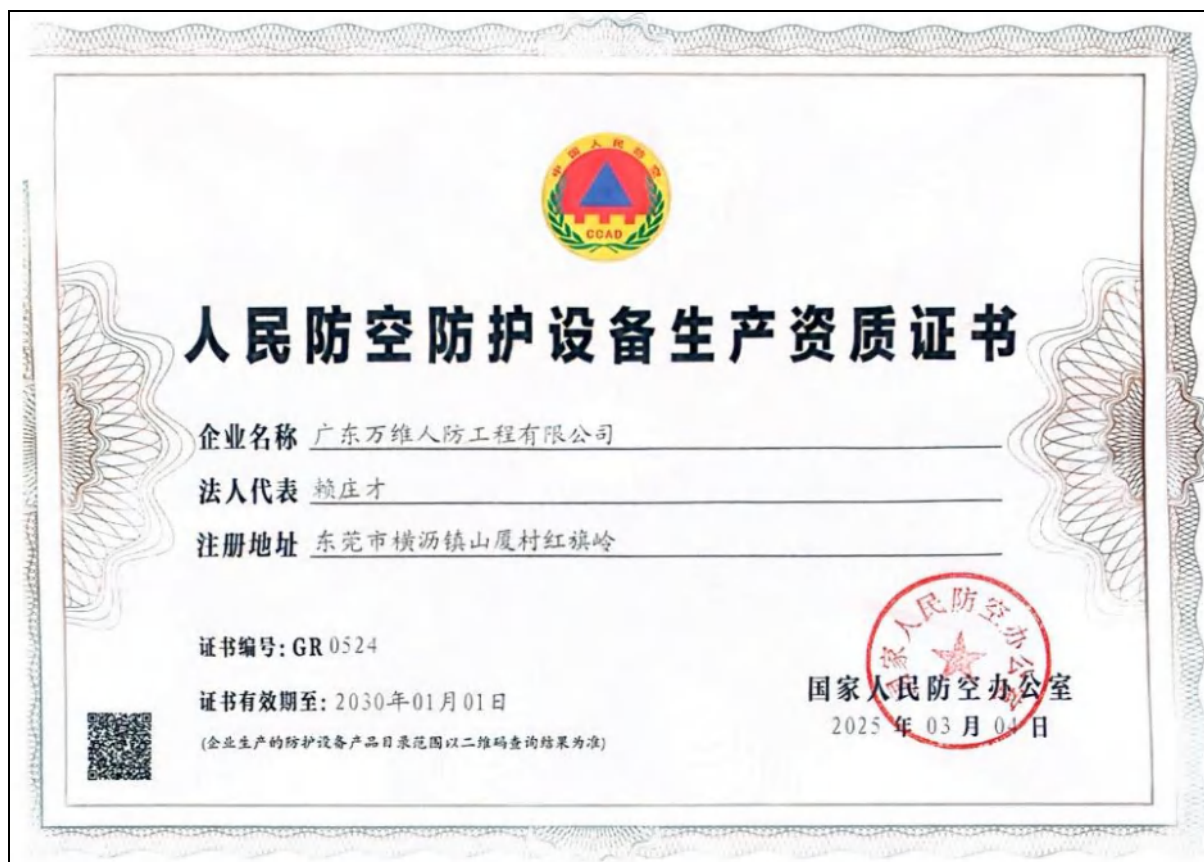 中国人民防空
CCAD
人民防空防护设备生产资质证书
企业名称 广东万维人防工程有限公司
法人代表 赖庄才
注册地址 东莞市横沥镇山厦村红旗岭
证书编号: GR 0524
证书有效期至: 2030年01月01日
(企业生产的防护设备产品目录范围以二维码查询结果为准)
国家人民防空办公室
国家人民防空办公室
2025 年 03 月 04 日